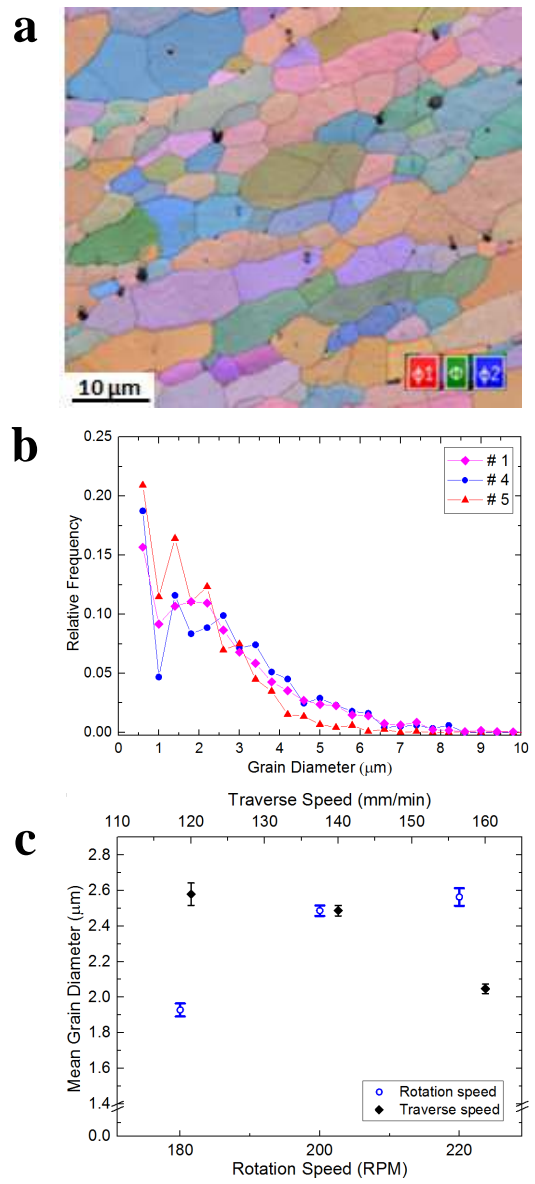 a
ϕ1 Φ ϕ2
10 µm
b
0.25
0.20
0.15
0.10
0.05
0.00
Relative Frequency
# 1
# 4
# 5
0 1 2 3 4 5 6 7 8 9 10
Grain Diameter (µm)
c
Traverse Speed (mm/min)
110 120 130 140 150 160
2.8
2.6
2.4
2.2
2.0
1.8
1.6
1.4
0.0
Mean Grain Diameter (µm)
Rotation speed
Traverse speed
180 200 220
Rotation Speed (RPM)